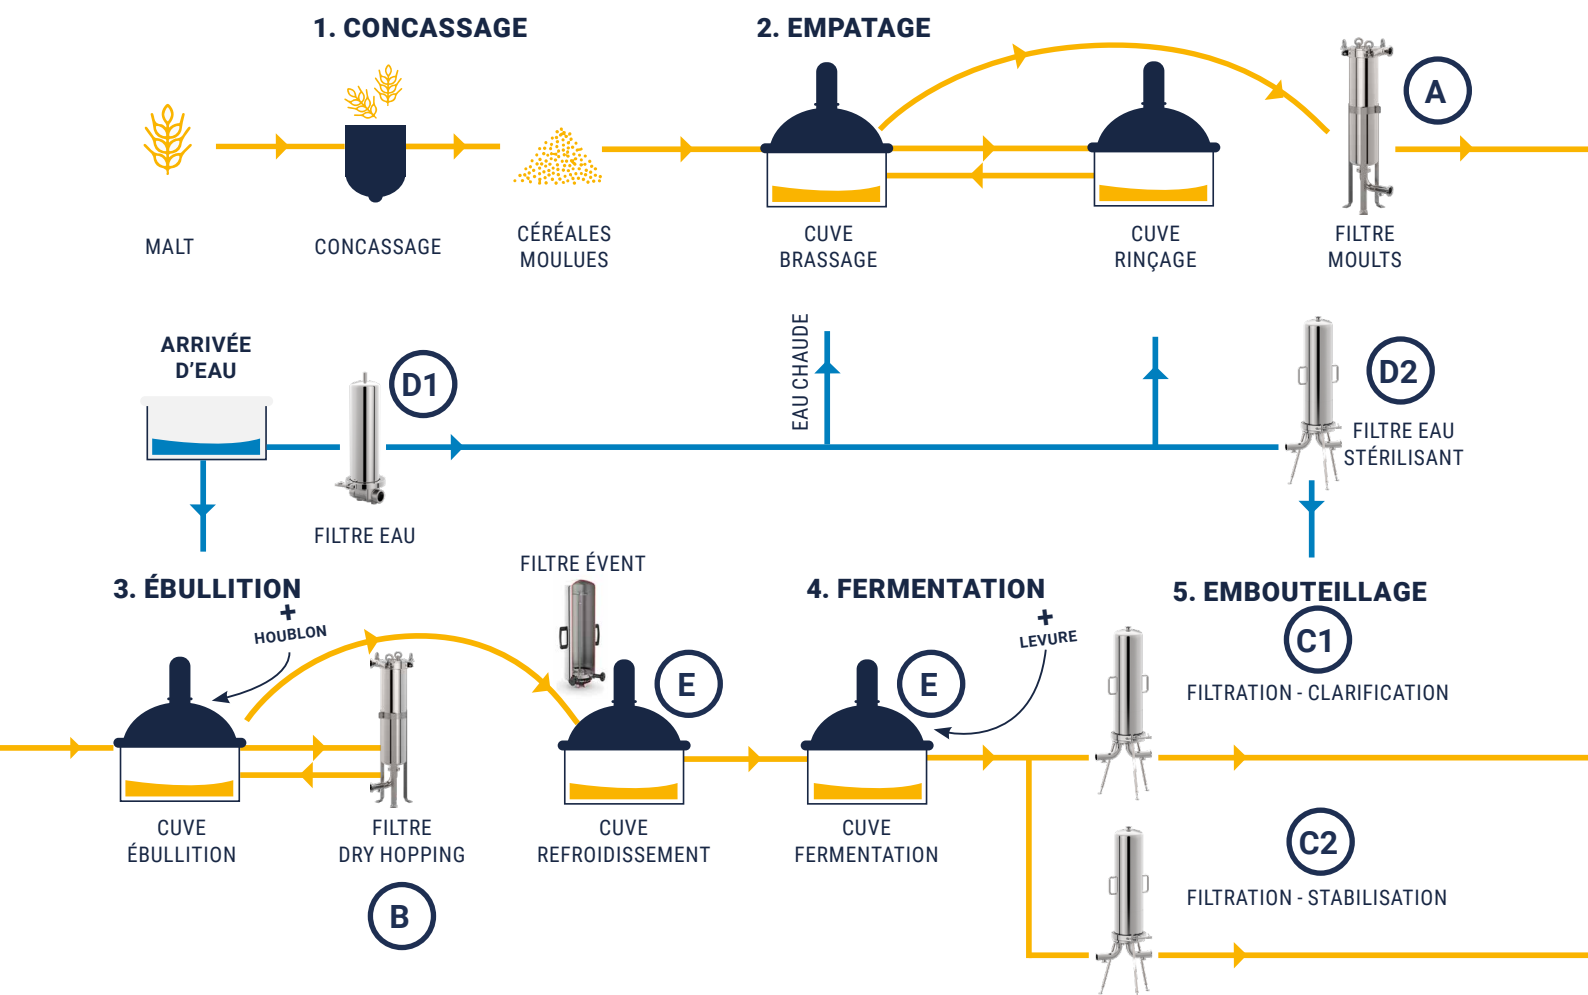 1. CONCASSAGE
2. EMPATAGE
A
MALT
CONCASSAGE
CÉRÉALES
MOULUES
CUVE
BRASSAGE
CUVE
RINÇAGE
FILTRE
MOULTS
ARRIVÉE
D'EAU
D1
FILTRE EAU
EAU CHAUDE
D2
FILTRE EAU
STÉRILISANT
3. ÉBULLITION
+
HOUBLON
FILTRE ÉVENT
E
4. FERMENTATION
+
LEVURE
E
5. EMBOUTEILLAGE
C1
FILTRATION - CLARIFICATION
CUVE
ÉBULLITION
FILTRE
DRY HOPPING
B
CUVE
REFROIDISSEMENT
CUVE
FERMENTATION
C2
FILTRATION - STABILISATION